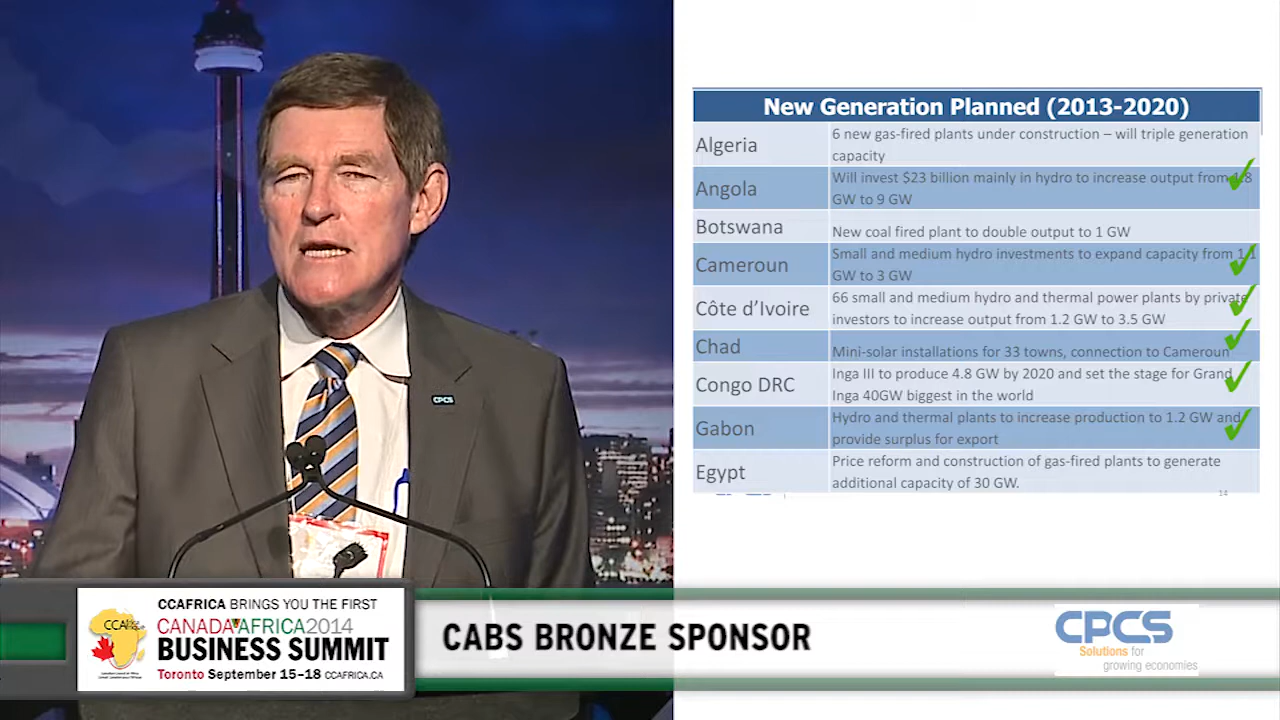 New Generation Planned (2013-2020)
Algeria
6 new gas-fired plants under construction – will triple generation
capacity
Angola
Will invest $23 billion mainly in hydro to increase output from 1.8
GW to 9 GW
Botswana
New coal fired plant to double output to 1 GW
Cameroun
Small and medium hydro investments to expand capacity from 1.1
GW to 3 GW
Côte d’Ivoire
66 small and medium hydro and thermal power plants by private
investors to increase output from 1.2 GW to 3.5 GW
Chad
Mini-solar installations for 33 towns, connection to Cameroun
Congo DRC
Inga III to produce 4.8 GW by 2020 and set the stage for Grand
Inga 40GW biggest in the world
Gabon
Hydro and thermal plants to increase production to 1.2 GW and
provide surplus for export
Egypt
Price reform and construction of gas-fired plants to generate
additional capacity of 30 GW.
14
CPCS
CCAFRICA BRINGS YOU THE FIRST
CANADA AFRICA2014
BUSINESS SUMMIT
Toronto September 15–18 CCAFRICA.CA
CABS BRONZE SPONSOR
CPCS
Solutions for
growing economies